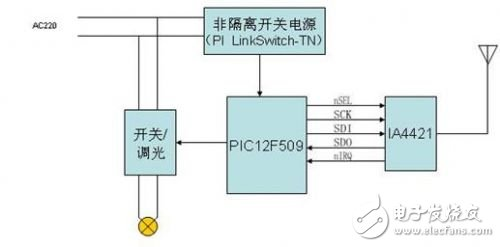 AC220
非隔离开关电源
(PI LinkSwitch-TN)
开关/
调光
PIC12F509
nSEL
SCK
SDI
SDO
nIRQ
IA4421
电子发烧友
www.elecfans.com